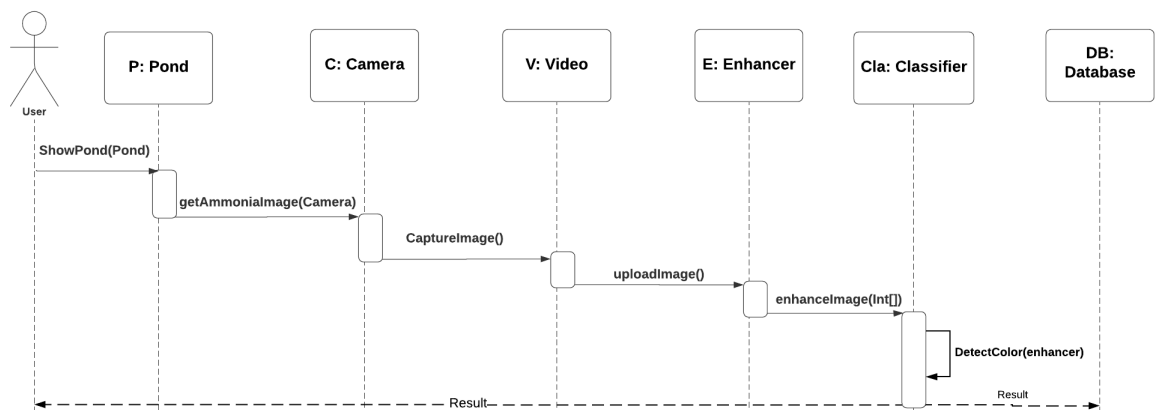 P: Pond
C: Camera
V: Video
E: Enhancer
Cla: Classifier
DB:
Database
User
ShowPond(Pond)
getAmmoniaImage(Camera)
CaptureImage()
uploadImage()
enhanceImage(Int[])
DetectColor(enhancer)
Result
Result